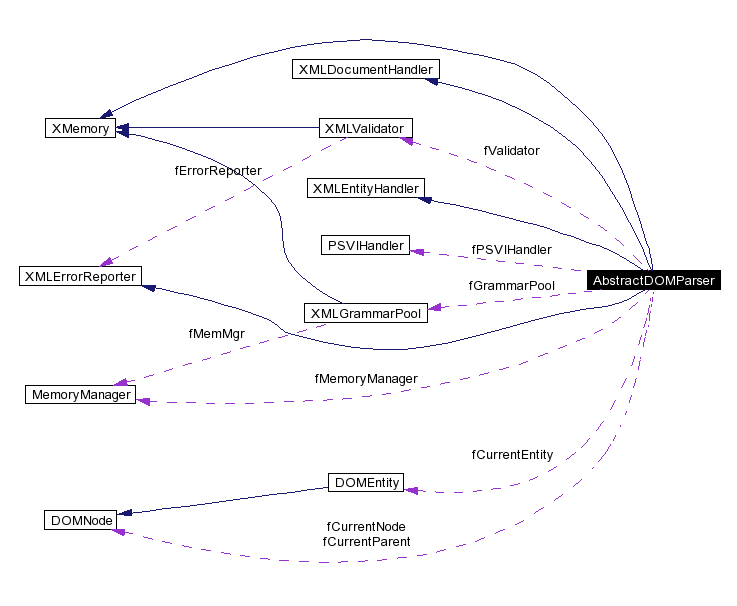 XMLDocumentHandler
XMemory
XMLValidator
fValidator
fErrorReporter
XMLEntityHandler
PSVIHandler
fPSVIHandler
XMLErrorReporter
AbstractDOMParser
fGrammarPool
XMLGrammarPool
fMemMgr
fMemoryManager
MemoryManager
fCurrentEntity
DOMEntity
DOMNode
fCurrentNode
fCurrentParent